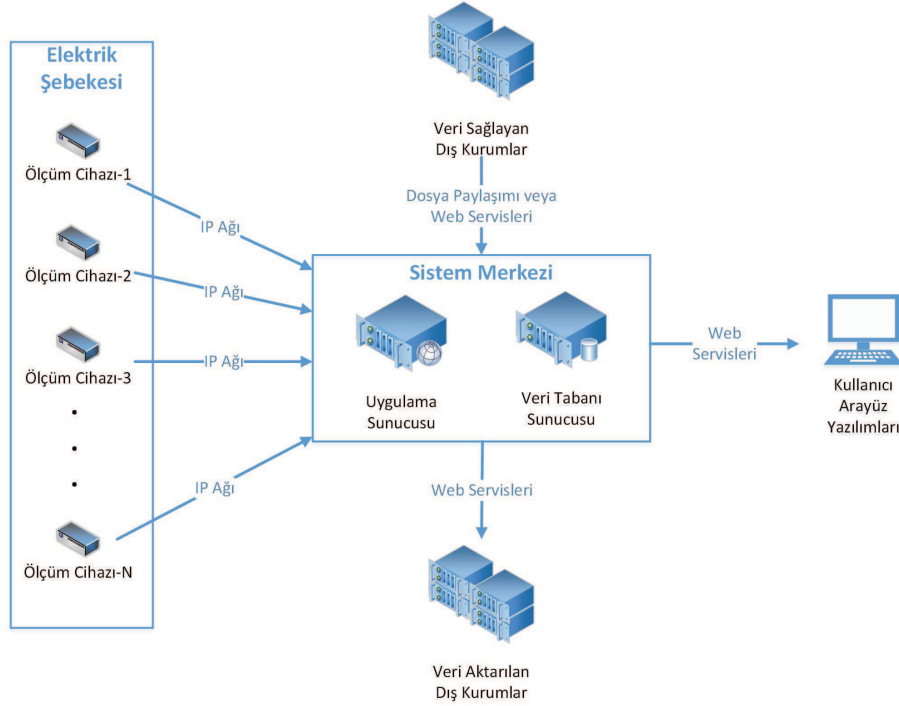 Elektrik
Şebekesi
Ölçüm Cihazı-1
Ölçüm Cihazı-2
Ölçüm Cihazı-3
Ölçüm Cihazı-N
IP Ağı
IP Ağı
IP Ağı
IP Ağı
Veri Sağlayan
Dış Kurumlar
Dosya Paylaşımı veya
Web Servisleri
Sistem Merkezi
Uygulama
Sunucusu
Veri Tabanı
Sunucusu
Web
Servisleri
Kullanıcı
Arayüz
Yazılımları
Web Servisleri
Veri Aktarılan
Dış Kurumlar